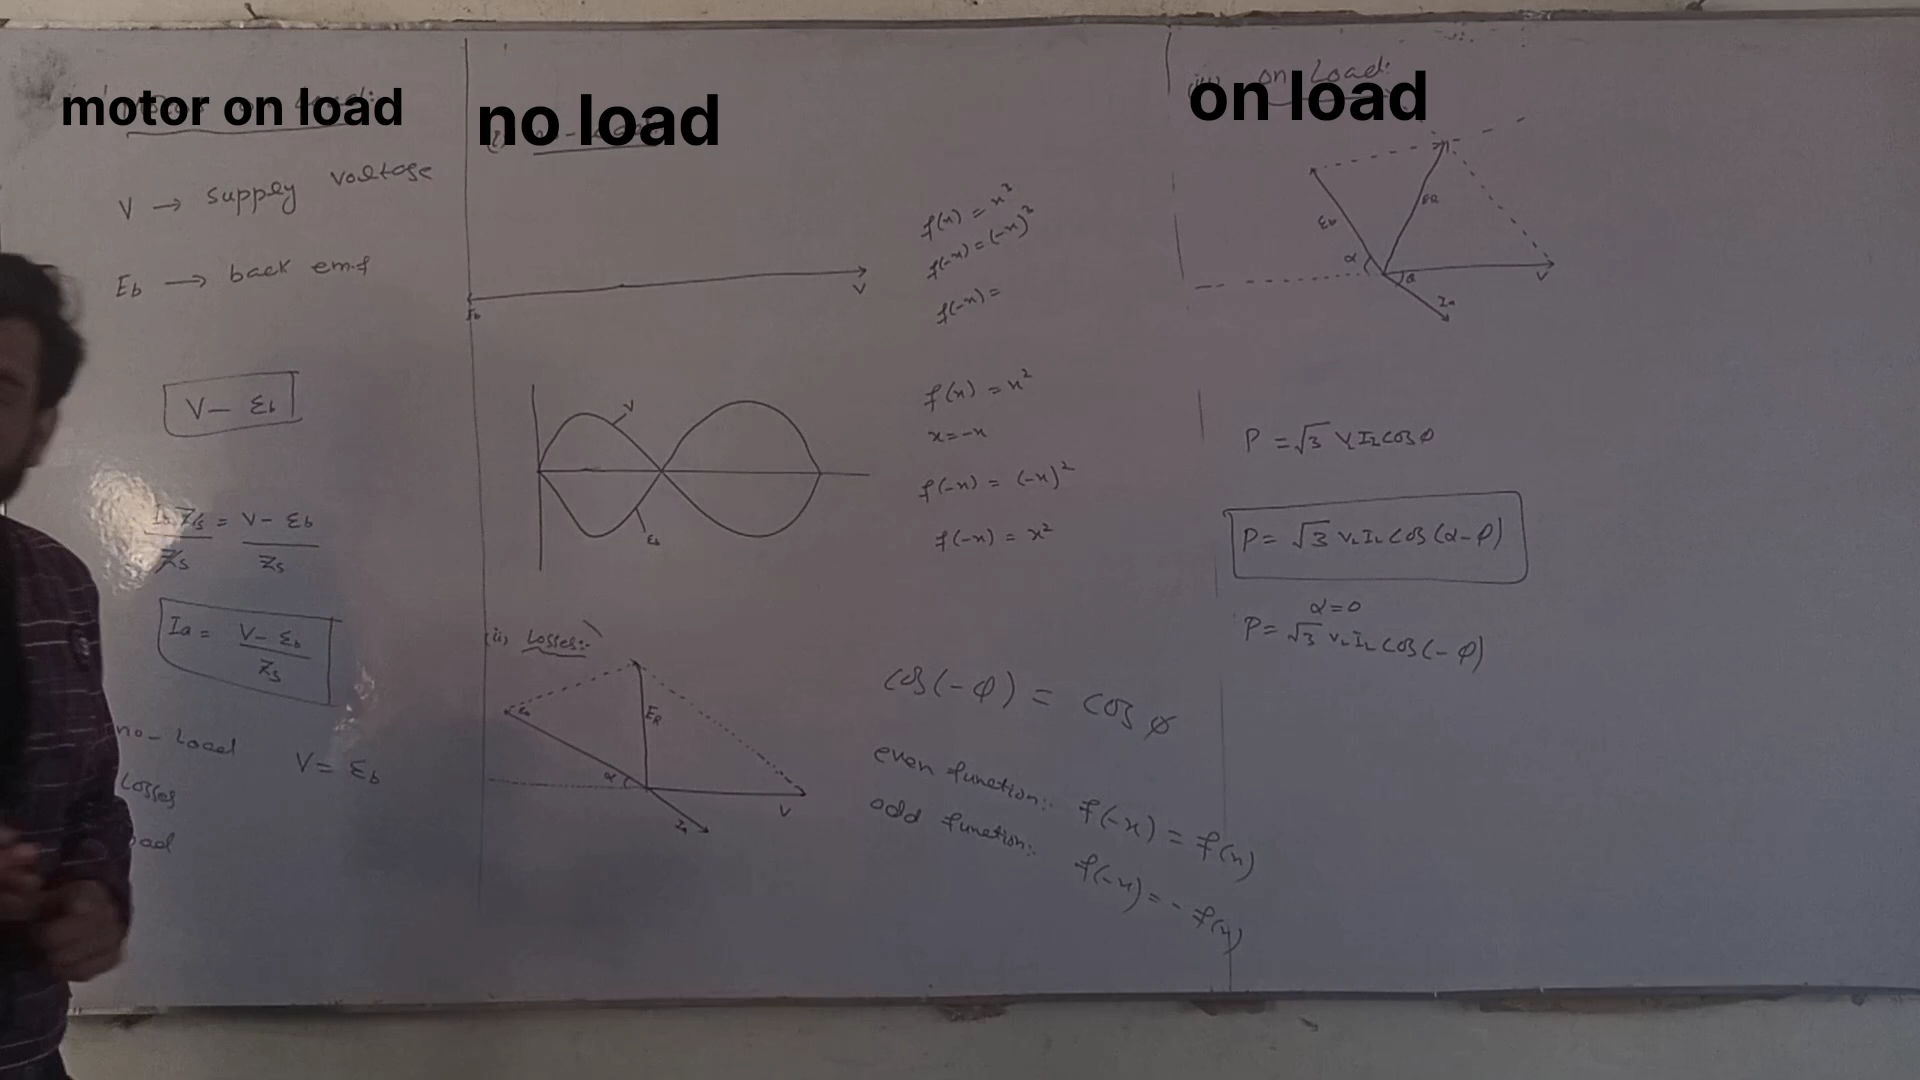 motor on load
V → supply voltage
Eb → back em.f
V - Eb
Ia Zs = V - Eb
Zs Zs
Ia = V - Eb
Zs
no-Load V = Eb
Losses
oad
no load
Eb V
V
Eb
(ii) Losses:-
Eb ER
α
Ia V
f(x) = x³
f(-x) = (-x)³
f(-x) =
f(x) = x²
x = -x
f(-x) = (-x)²
f(-x) = x²
cos(-φ) = cos φ
even function:- f(-x) = f(x)
odd function:- f(-x) = - f(x)
on Load:
on load
Eb ER
α V
Ia
P = √3 VL IL cos φ
P = √3 VL IL cos (α - φ)
α = 0
P = √3 VL IL cos (- φ)